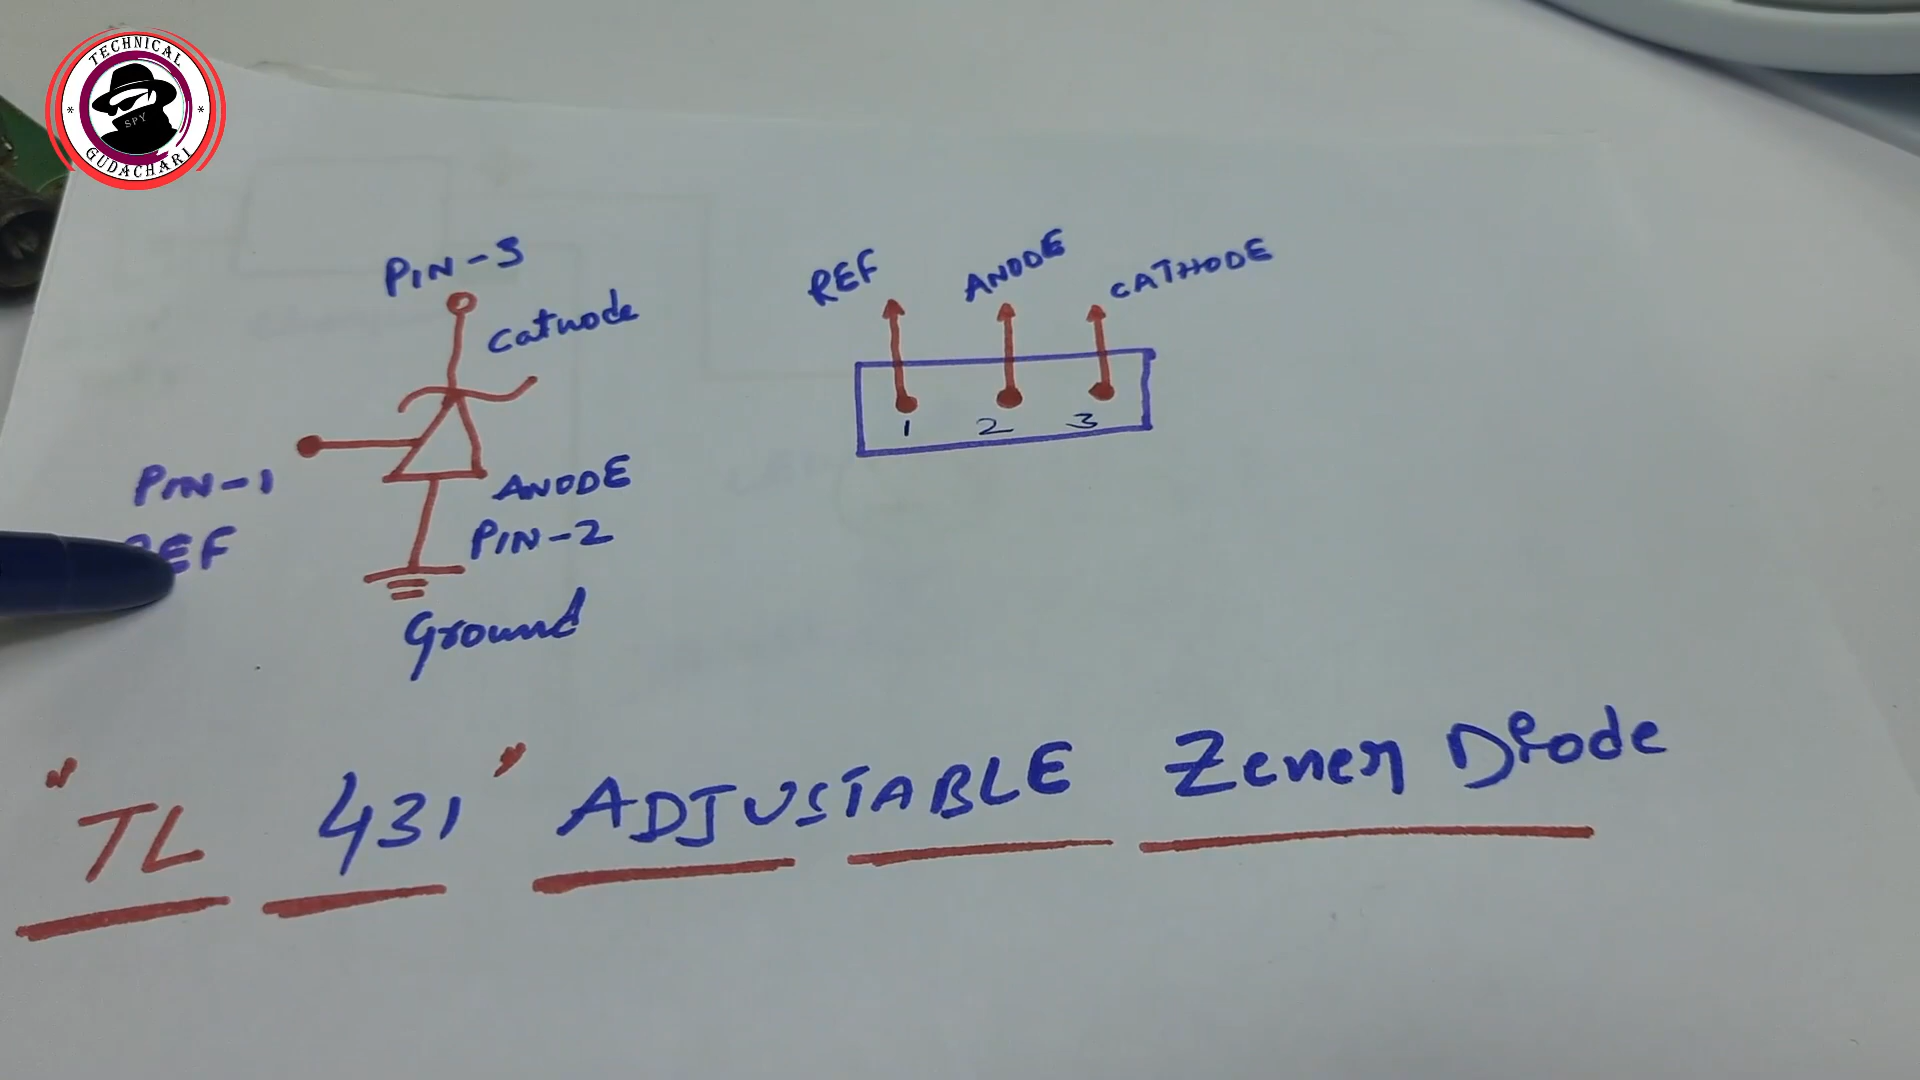 TECHNICAL
SPY
GUDACHARI
PIN-3
Catwode
PIN-1
REF
ANODE
PIN-2
Ground
REF ANODE CATHODE
1 2 3
"TL 431" ADJUSTABLE Zener Diode